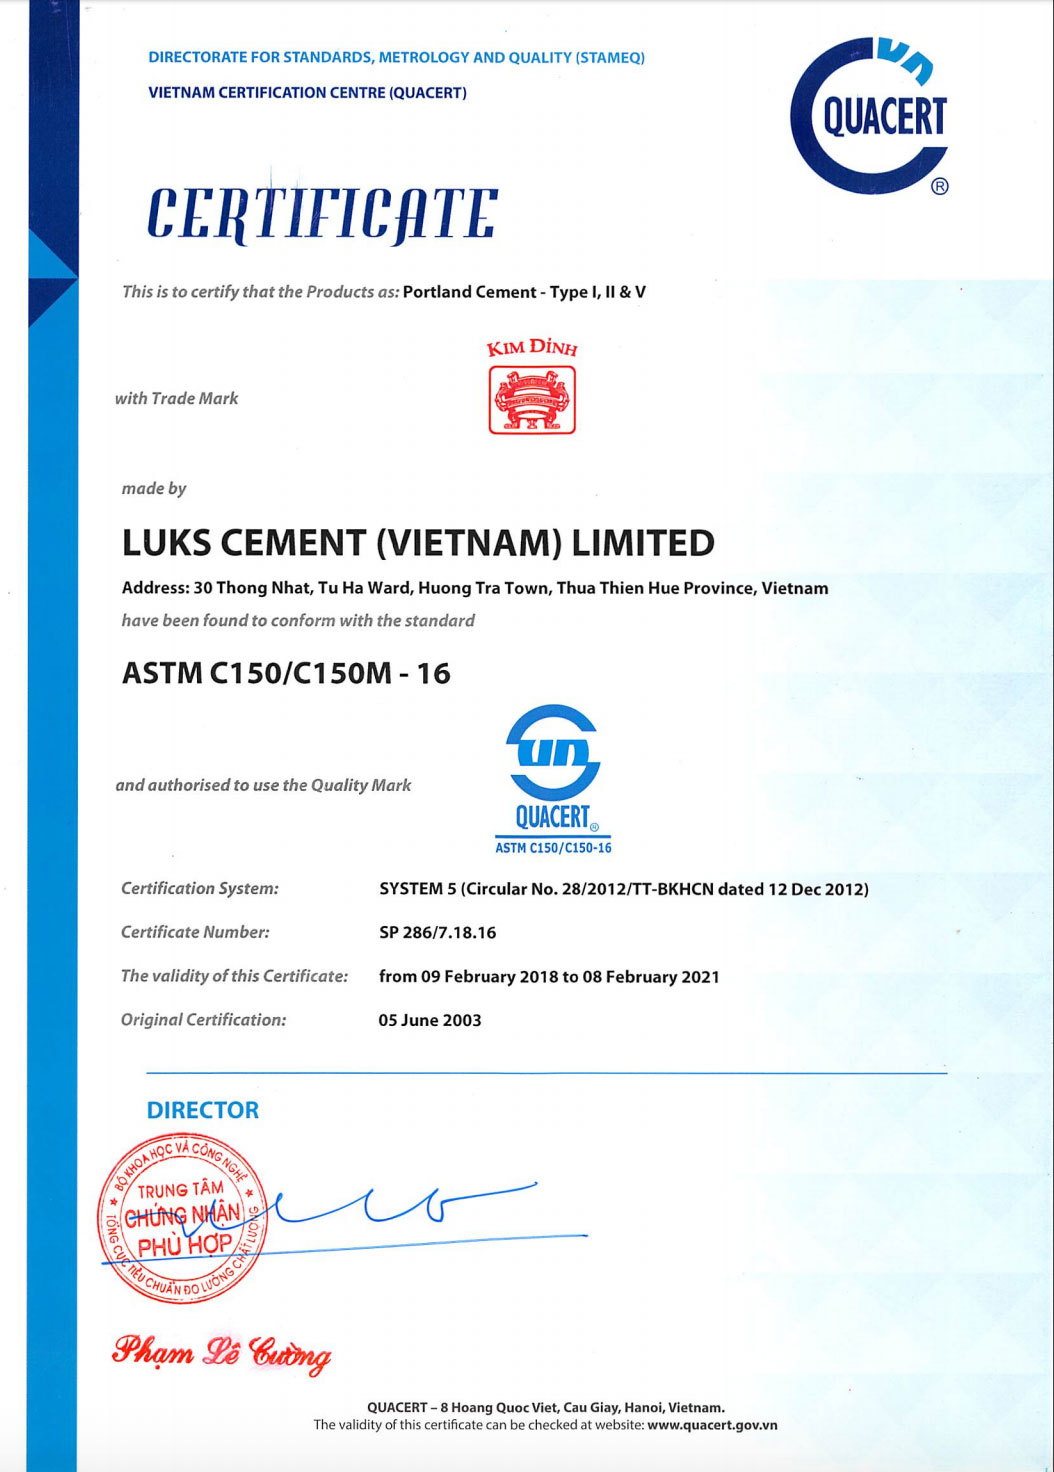 DIRECTORATE FOR STANDARDS, METROLOGY AND QUALITY (STAMEQ)
VIETNAM CERTIFICATION CENTRE (QUACERT)
vn
QUACERT
®
CERTIFICATE
This is to certify that the Products as: Portland Cement - Type I, II & V
KIM ĐỈNH
with Trade Mark
made by
LUKS CEMENT (VIETNAM) LIMITED
Address: 30 Thong Nhat, Tu Ha Ward, Huong Tra Town, Thua Thien Hue Province, Vietnam
have been found to conform with the standard
ASTM C150/C150M - 16
vn
and authorised to use the Quality Mark
QUACERT®
ASTM C150/C150-16
Certification System: SYSTEM 5 (Circular No. 28/2012/TT-BKHCN dated 12 Dec 2012)
Certificate Number: SP 286/7.18.16
The validity of this Certificate: from 09 February 2018 to 08 February 2021
Original Certification: 05 June 2003
DIRECTOR
BỘ KHOA HỌC VÀ CÔNG NGHỆ
TRUNG TÂM
CHỨNG NHẬN
PHÙ HỢP
TỔNG CỤC TIÊU CHUẨN ĐO LƯỜNG CHẤT LƯỢNG
Phạm Lê Cường
QUACERT – 8 Hoang Quoc Viet, Cau Giay, Hanoi, Vietnam.
The validity of this certificate can be checked at website: www.quacert.gov.vn